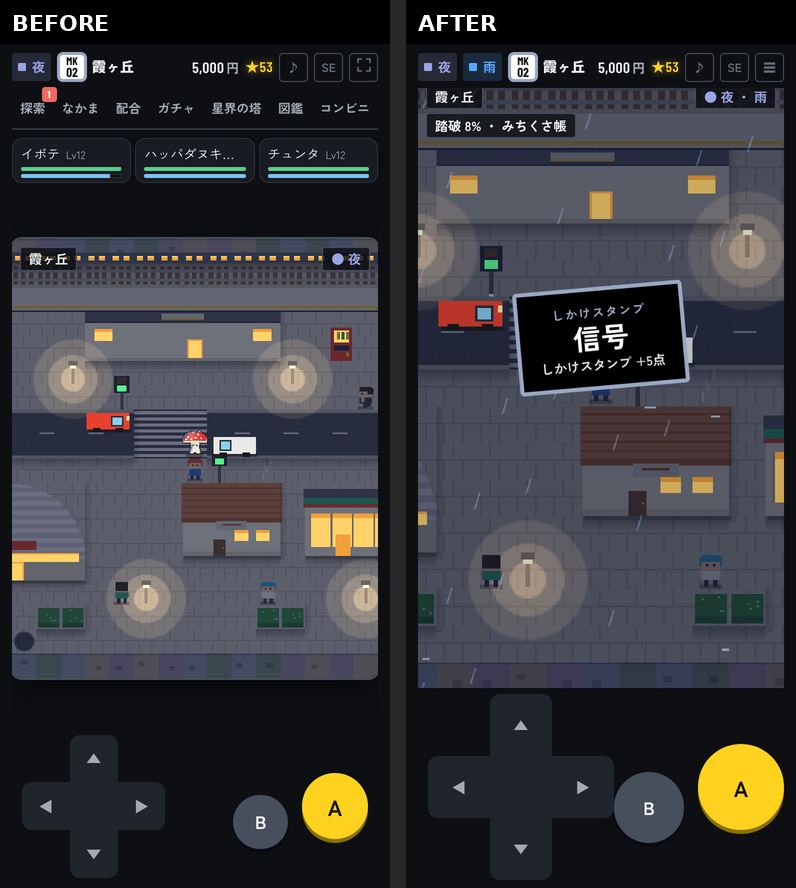 BEFORE
夜 MK 02 霞ヶ丘 5,000円 ★53 ♪ SE
探索 1 なかま 配合 ガチャ 星界の塔 図鑑 コンビニ
イボテ Lv12 ハッパダヌキ… Lv12 チュンタ Lv12
霞ヶ丘 夜
B A
AFTER
夜 雨 MK 02 霞ヶ丘 5,000円 ★53 ♪ SE
霞ヶ丘 夜・雨
踏破 8% ・ みちくさ帳
しかけスタンプ
信号
しかけスタンプ +5点
B A